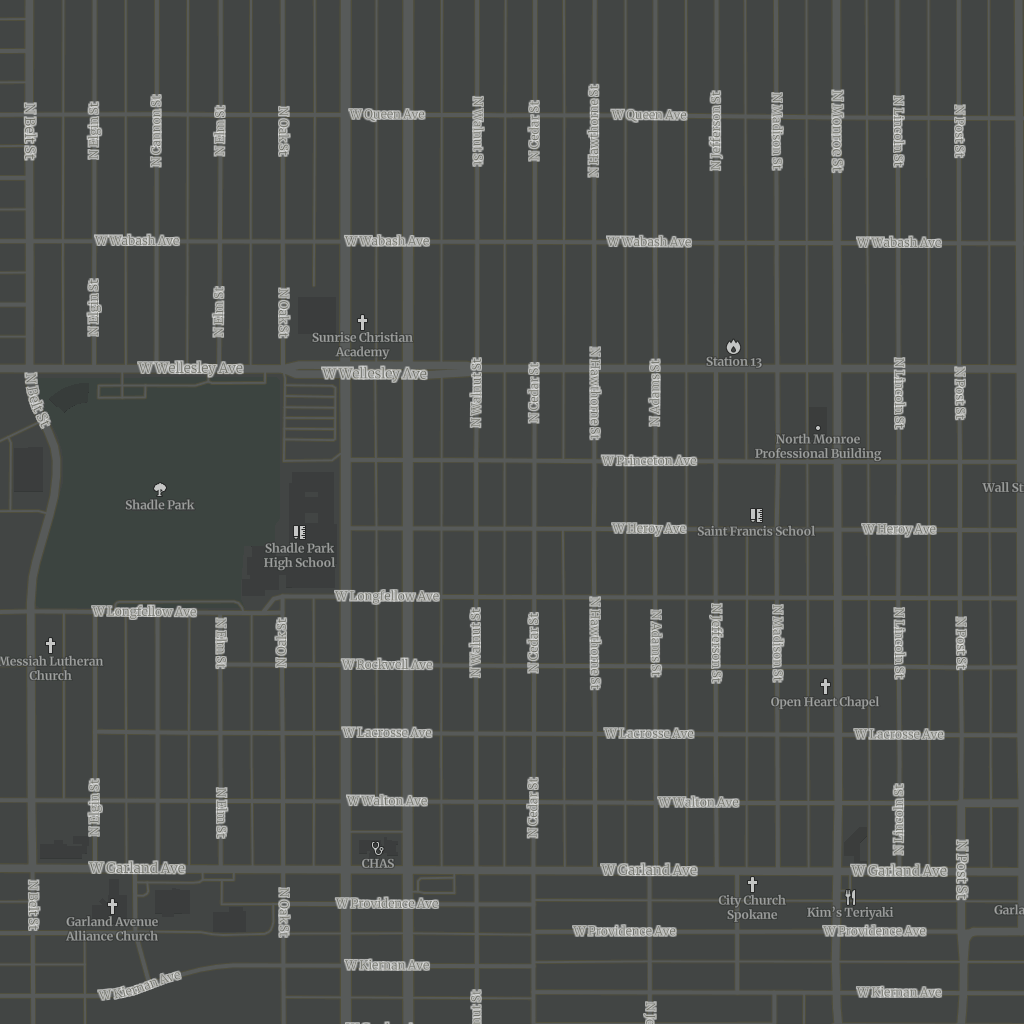 N Belt St
N Elgin St
N Cannon St
N Elm St
N Oak St
W Queen Ave
N Walnut St
N Cedar St
N Hawthorne St
W Queen Ave
N Jefferson St
N Madison St
N Monroe St
N Lincoln St
N Post St
W Wabash Ave
W Wabash Ave
W Wabash Ave
W Wabash Ave
N Elgin St
N Elm St
N Oak St
Sunrise Christian
Academy
Station 13
W Wellesley Ave
W Wellesley Ave
N Belt St
N Walnut St
N Cedar St
N Hawthorne St
N Adams St
N Lincoln St
N Post St
North Monroe
Professional Building
W Princeton Ave
Wall St
Shadle Park
W Heroy Ave
Saint Francis School
W Heroy Ave
Shadle Park
High School
W Longfellow Ave
W Longfellow Ave
N Elm St
N Oak St
N Walnut St
N Cedar St
N Hawthorne St
N Adams St
N Jefferson St
N Madison St
N Lincoln St
N Post St
Messiah Lutheran
Church
W Rockwell Ave
Open Heart Chapel
W Lacrosse Ave
W Lacrosse Ave
W Lacrosse Ave
N Elgin St
N Elm St
W Walton Ave
N Cedar St
W Walton Ave
N Lincoln St
CHAS
W Garland Ave
W Garland Ave
W Garland Ave
N Post St
N Belt St
N Oak St
W Providence Ave
City Church
Spokane
Kim's Teriyaki
Garla
Garland Avenue
Alliance Church
W Providence Ave
W Providence Ave
W Kiernan Ave
W Kiernan Ave
W Kiernan Ave